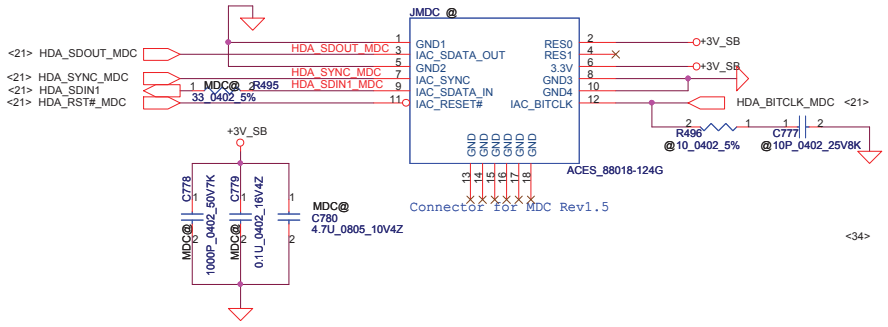 JMDC @
1 GND1 RES0 2 +3V_SB
<21> HDA_SDOUT_MDC HDA_SDOUT_MDC 3 IAC_SDATA_OUT RES1 4
5 GND2 3.3V 6 +3V_SB
<21> HDA_SYNC_MDC HDA_SYNC_MDC 7 IAC_SYNC GND3 8
<21> HDA_SDIN1 1 MDC@ 2 R495 HDA_SDIN1_MDC 9 IAC_SDATA_IN GND4 10
33_0402_5%
<21> HDA_RST#_MDC 11 IAC_RESET# IAC_BITCLK 12 HDA_BITCLK_MDC <21>
2 R496 1 1 C777 2
@10_0402_5% @10P_0402_25V8K
+3V_SB
GND GND GND GND GND GND
13 14 15 16 17 18
ACES_88018-124G
Connector for MDC Rev1.5
1 C778 1 C779 1
MDC@ 1000P_0402_50V7K
MDC@ 0.1U_0402_16V4Z
MDC@
C780
4.7U_0805_10V4Z
2 2 2
<34>